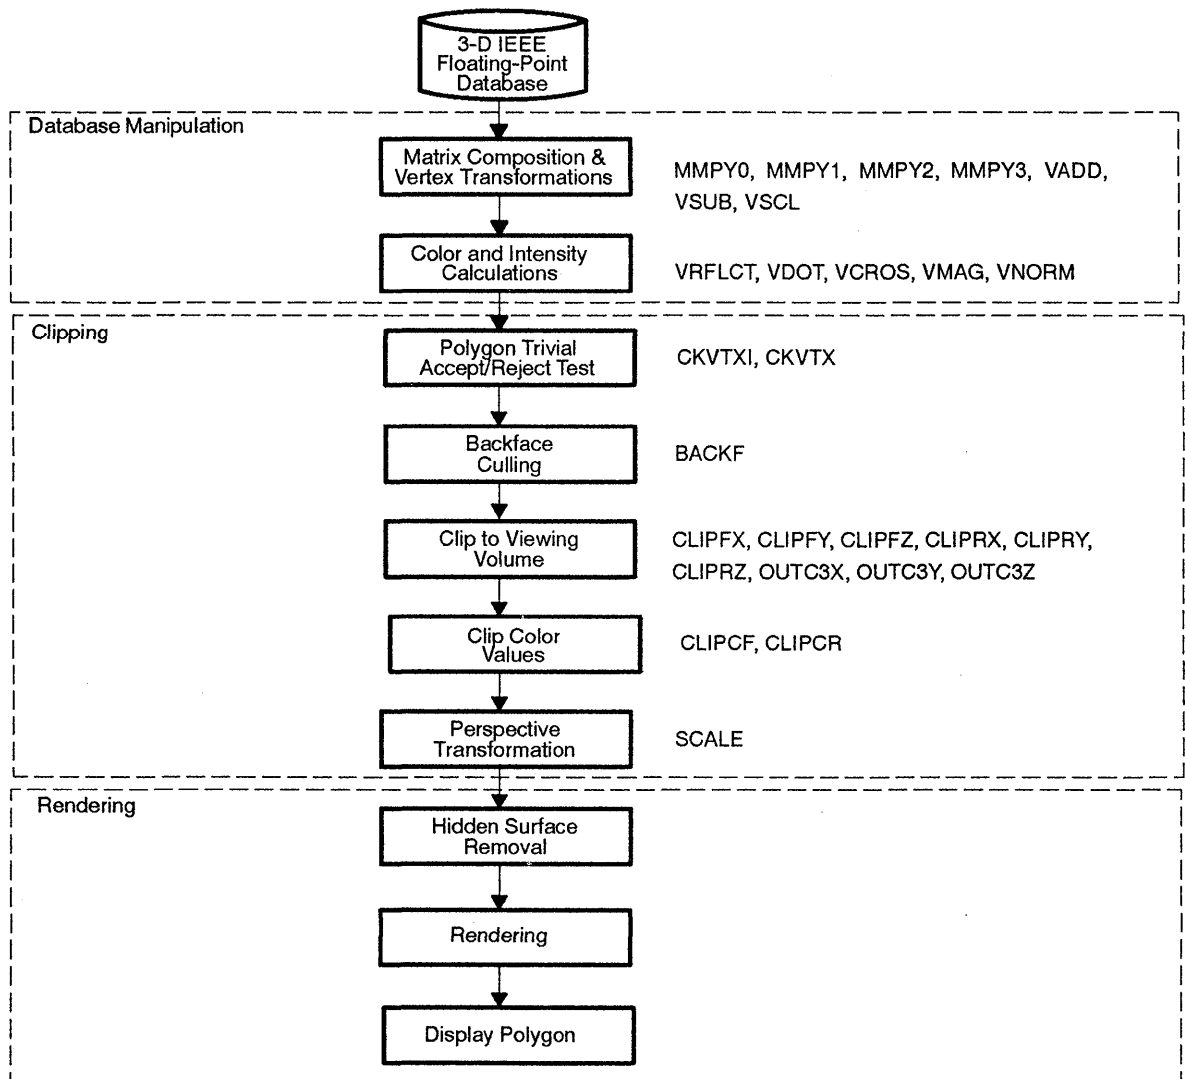 3-D IEEE
Floating-Point
Database
Database Manipulation
Matrix Composition &
Vertex Transformations
MMPY0, MMPY1, MMPY2, MMPY3, VADD,
VSUB, VSCL
Color and Intensity
Calculations
VRFLCT, VDOT, VCROS, VMAG, VNORM
Clipping
Polygon Trivial
Accept/Reject Test
CKVTXI, CKVTX
Backface
Culling
BACKF
Clip to Viewing
Volume
CLIPFX, CLIPFY, CLIPFZ, CLIPRX, CLIPRY,
CLIPRZ, OUTC3X, OUTC3Y, OUTC3Z
Clip Color
Values
CLIPCF, CLIPCR
Perspective
Transformation
SCALE
Rendering
Hidden Surface
Removal
Rendering
Display Polygon